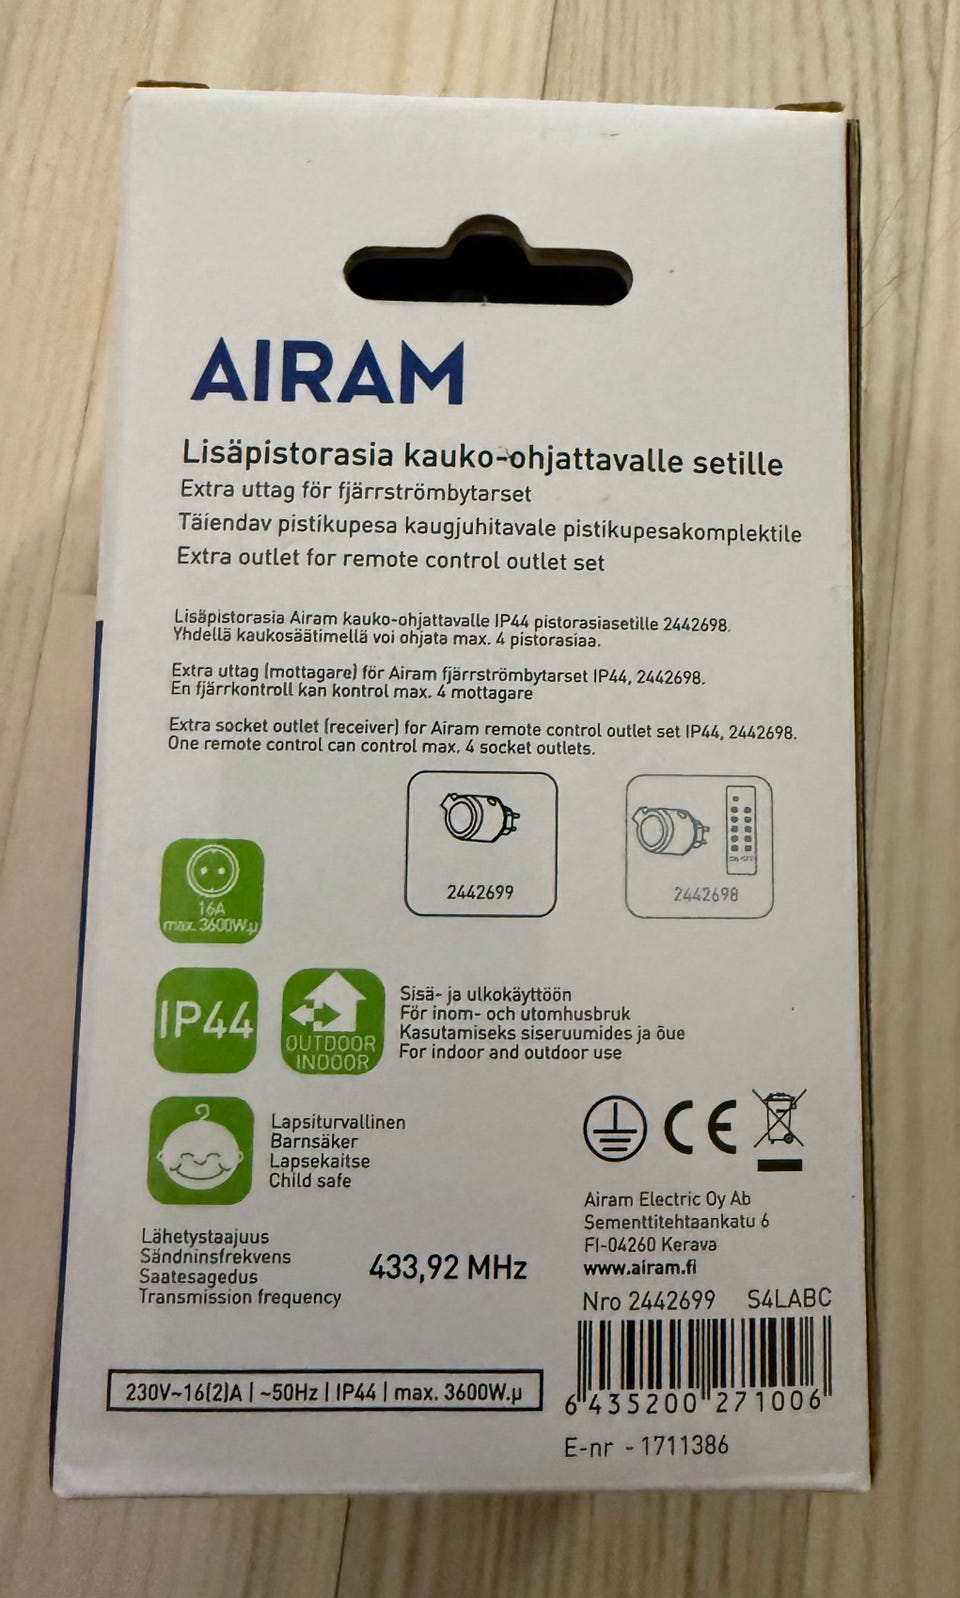 AIRAM
Lisäpistorasia kauko-ohjattavalle setille
Extra uttag för fjärrströmbytarset
Täiendav pistikupesa kaugjuhitavale pistikupesakomplektile
Extra outlet for remote control outlet set
Lisäpistorasia Airam kauko-ohjattavalle IP44 pistorasiasetille 2442698.
Yhdellä kaukosäätimellä voi ohjata max. 4 pistorasiaa.
Extra uttag (mottagare) för Airam fjärrströmbytarset IP44, 2442698.
En fjärrkontroll kan kontrol max. 4 mottagare
Extra socket outlet (receiver) for Airam remote control outlet set IP44, 2442698.
One remote control can control max. 4 socket outlets.
2442699
2442698
16A
max. 3600W.µ
IP44
OUTDOOR
INDOOR
Sisä- ja ulkokäyttöön
För inom- och utomhusbruk
Kasutamiseks siseruumides ja õue
For indoor and outdoor use
Lapsiturvallinen
Barnsäker
Lapsekaitse
Child safe
CE
Lähetystaajuus
Sändninsfrekvens
Saatesagedus
Transmission frequency
433,92 MHz
Airam Electric Oy Ab
Sementtitehtaankatu 6
FI-04260 Kerava
www.airam.fi
Nro 2442699 S4LABC
230V~16(2)A | ~50Hz | IP44 | max. 3600W.µ
6 435200 271006
E-nr - 1711386